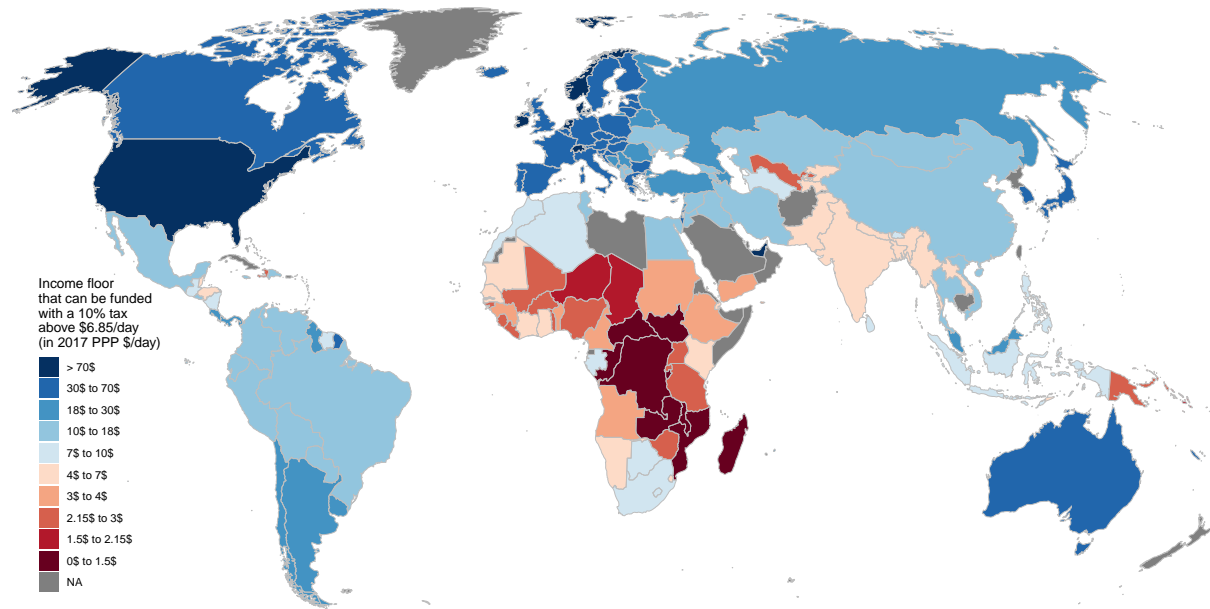 Income floor
that can be funded
with a 10% tax
above $6.85/day
(in 2017 PPP $/day)
> 70$
30$ to 70$
18$ to 30$
10$ to 18$
7$ to 10$
4$ to 7$
3$ to 4$
2.15$ to 3$
1.5$ to 2.15$
0$ to 1.5$
NA